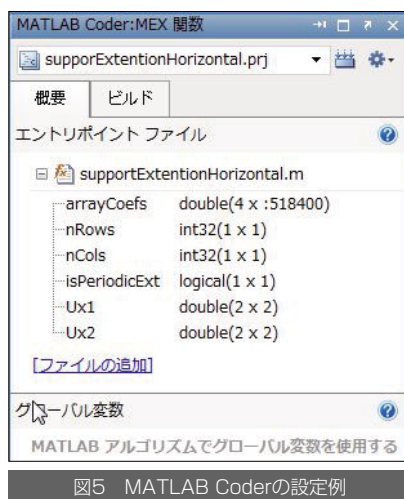 MATLAB Coder:MEX 関数
supporExtentionHorizontal.prj
概要 ビルド
エントリポイント ファイル
supportExtentionHorizontal.m
arrayCoefs double(4 x :518400)
nRows int32(1 x 1)
nCols int32(1 x 1)
isPeriodicExt logical(1 x 1)
Ux1 double(2 x 2)
Ux2 double(2 x 2)
[ファイルの追加]
グローバル変数
MATLAB アルゴリズムでグローバル変数を使用する
図5 MATLAB Coderの設定例